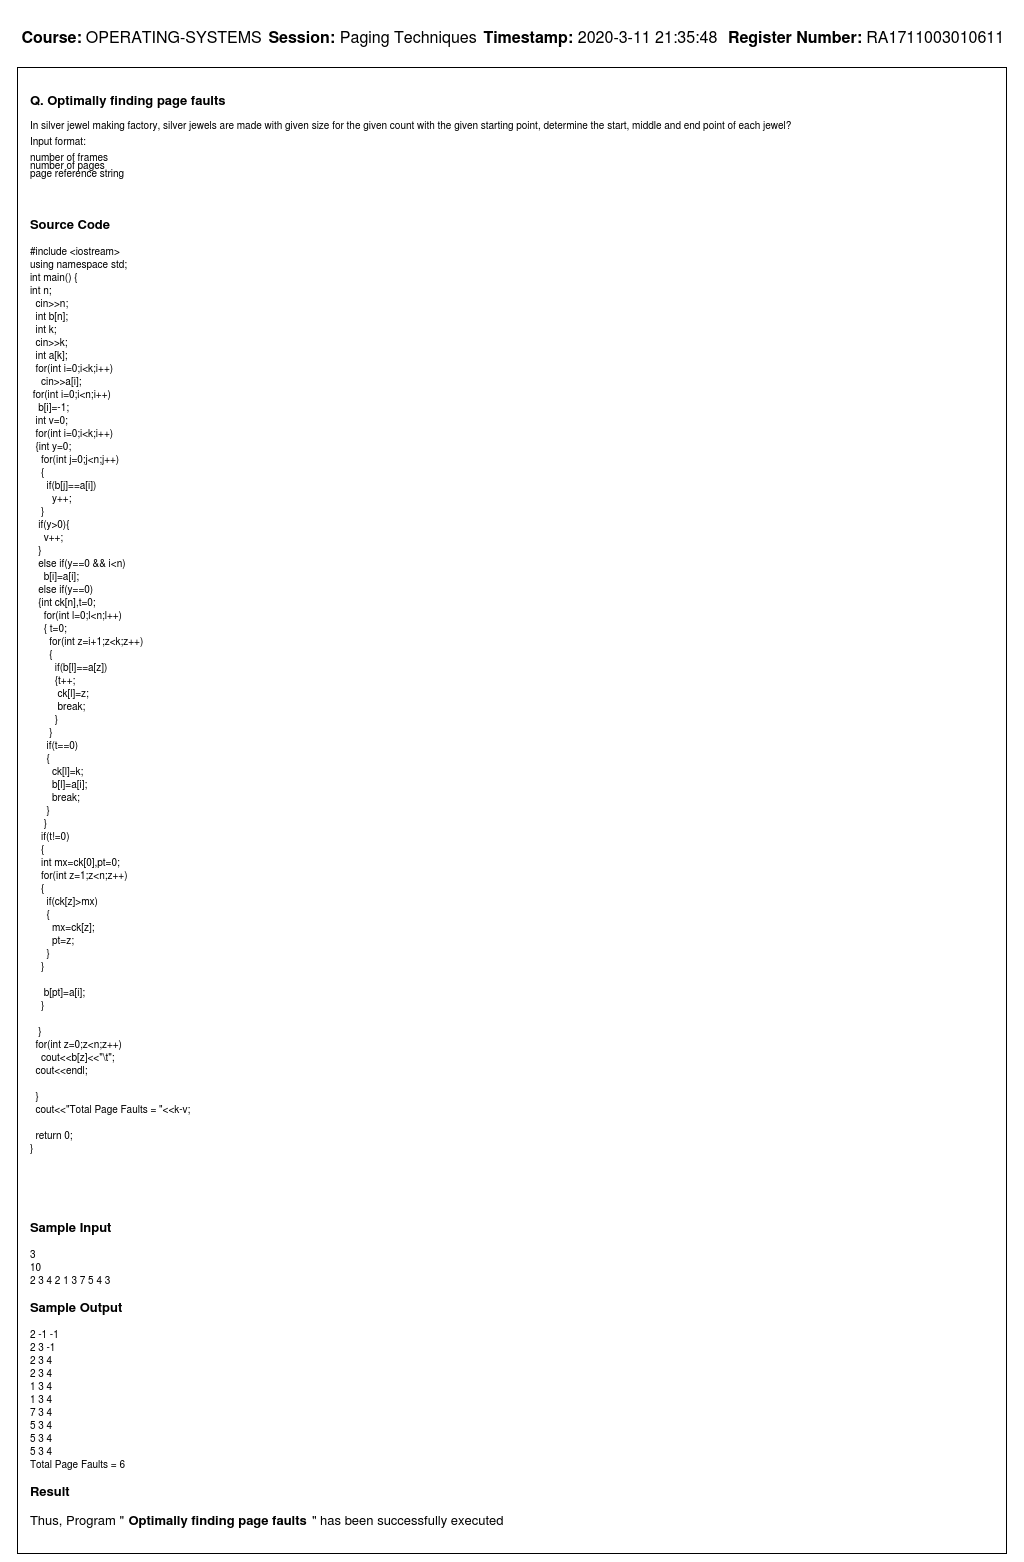 Course: OPERATING-SYSTEMS Session: Paging Techniques Timestamp: 2020-3-11 21:35:48 Register Number: RA1711003010611
Q. Optimally finding page faults
In silver jewel making factory, silver jewels are made with given size for the given count with the given starting point, determine the start, middle and end point of each jewel?
Input format:
number of frames
number of pages
page reference string
Source Code
#include <iostream>
using namespace std;
int main() {
int n;
cin>>n;
int b[n];
int k;
cin>>k;
int a[k];
for(int i=0;i<k;i++)
cin>>a[i];
for(int i=0;i<n;i++)
b[i]=-1;
int v=0;
for(int i=0;i<k;i++)
{int y=0;
for(int j=0;j<n;j++)
{
if(b[j]==a[i])
y++;
}
if(y>0){
v++;
}
else if(y==0 && i<n)
b[i]=a[i];
else if(y==0)
{int ck[n],t=0;
for(int l=0;l<n;l++)
{ t=0;
for(int z=i+1;z<k;z++)
{
if(b[l]==a[z])
{t++;
ck[l]=z;
break;
}
}
if(t==0)
{
ck[l]=k;
b[l]=a[i];
break;
}
}
if(t!=0)
{
int mx=ck[0],pt=0;
for(int z=1;z<n;z++)
{
if(ck[z]>mx)
{
mx=ck[z];
pt=z;
}
}
b[pt]=a[i];
}
}
for(int z=0;z<n;z++)
cout<<b[z]<<"\t";
cout<<endl;
}
cout<<"Total Page Faults = "<<k-v;
return 0;
}
Sample Input
3
10
2 3 4 2 1 3 7 5 4 3
Sample Output
2 -1 -1
2 3 -1
2 3 4
2 3 4
1 3 4
1 3 4
7 3 4
5 3 4
5 3 4
5 3 4
Total Page Faults = 6
Result
Thus, Program " Optimally finding page faults " has been successfully executed